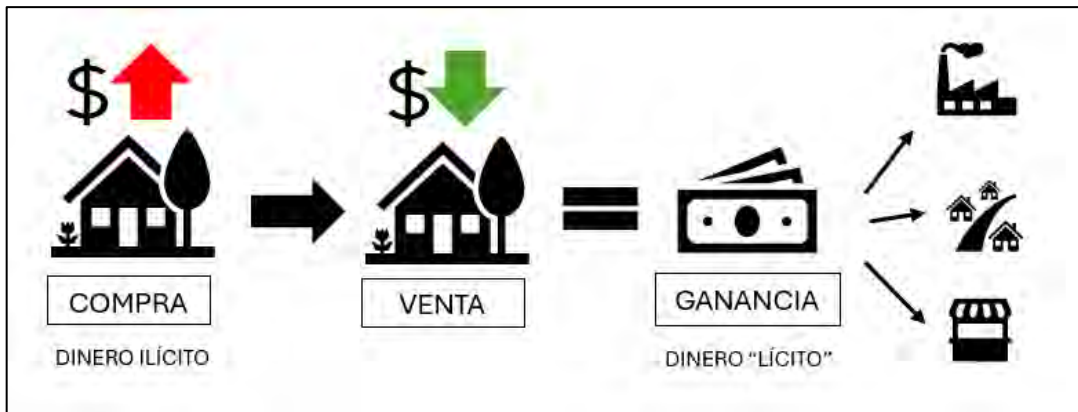 $
$
COMPRA
VENTA
GANANCIA
DINERO ILÍCITO
DINERO “LÍCITO”